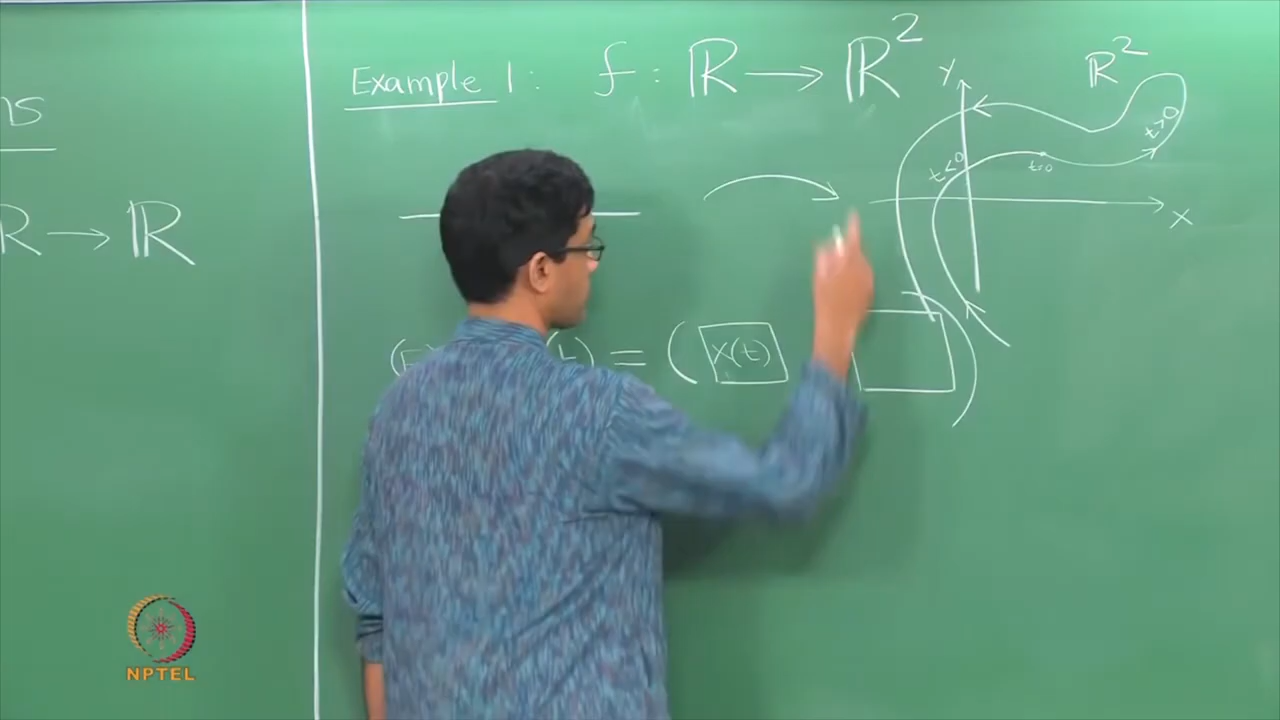 ns
R → ℝ
Example 1: f : ℝ → ℝ²
Y
ℝ²
t>0
t<0
t=0
X
t) = ( x(t)
)
NPTEL